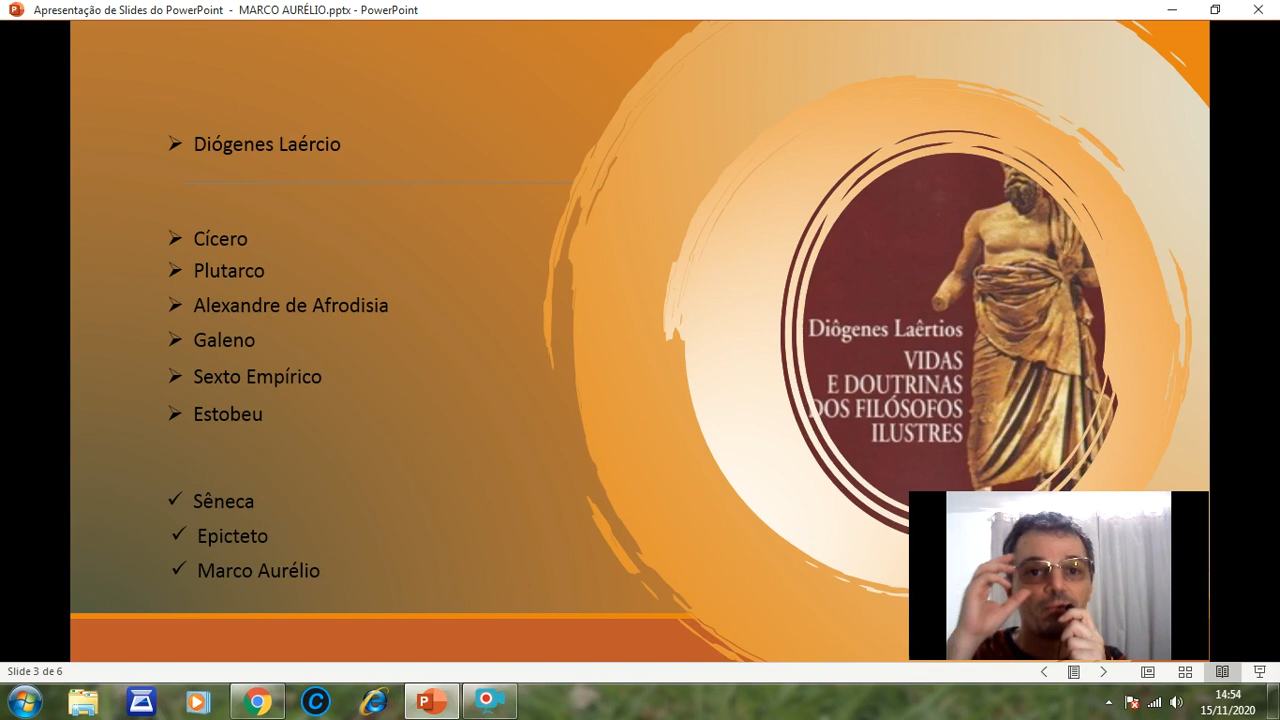 Apresentação de Slides do PowerPoint - MARCO AURÉLIO.pptx - PowerPoint
Diógenes Laércio
Cícero
Plutarco
Alexandre de Afrodisia
Galeno
Sexto Empírico
Estobeu
Sêneca
Epicteto
Marco Aurélio
Diôgenes Laêrtios
VIDAS
E DOUTRINAS
DOS FILÓSOFOS
ILUSTRES
Slide 3 de 6
14:54
15/11/2020